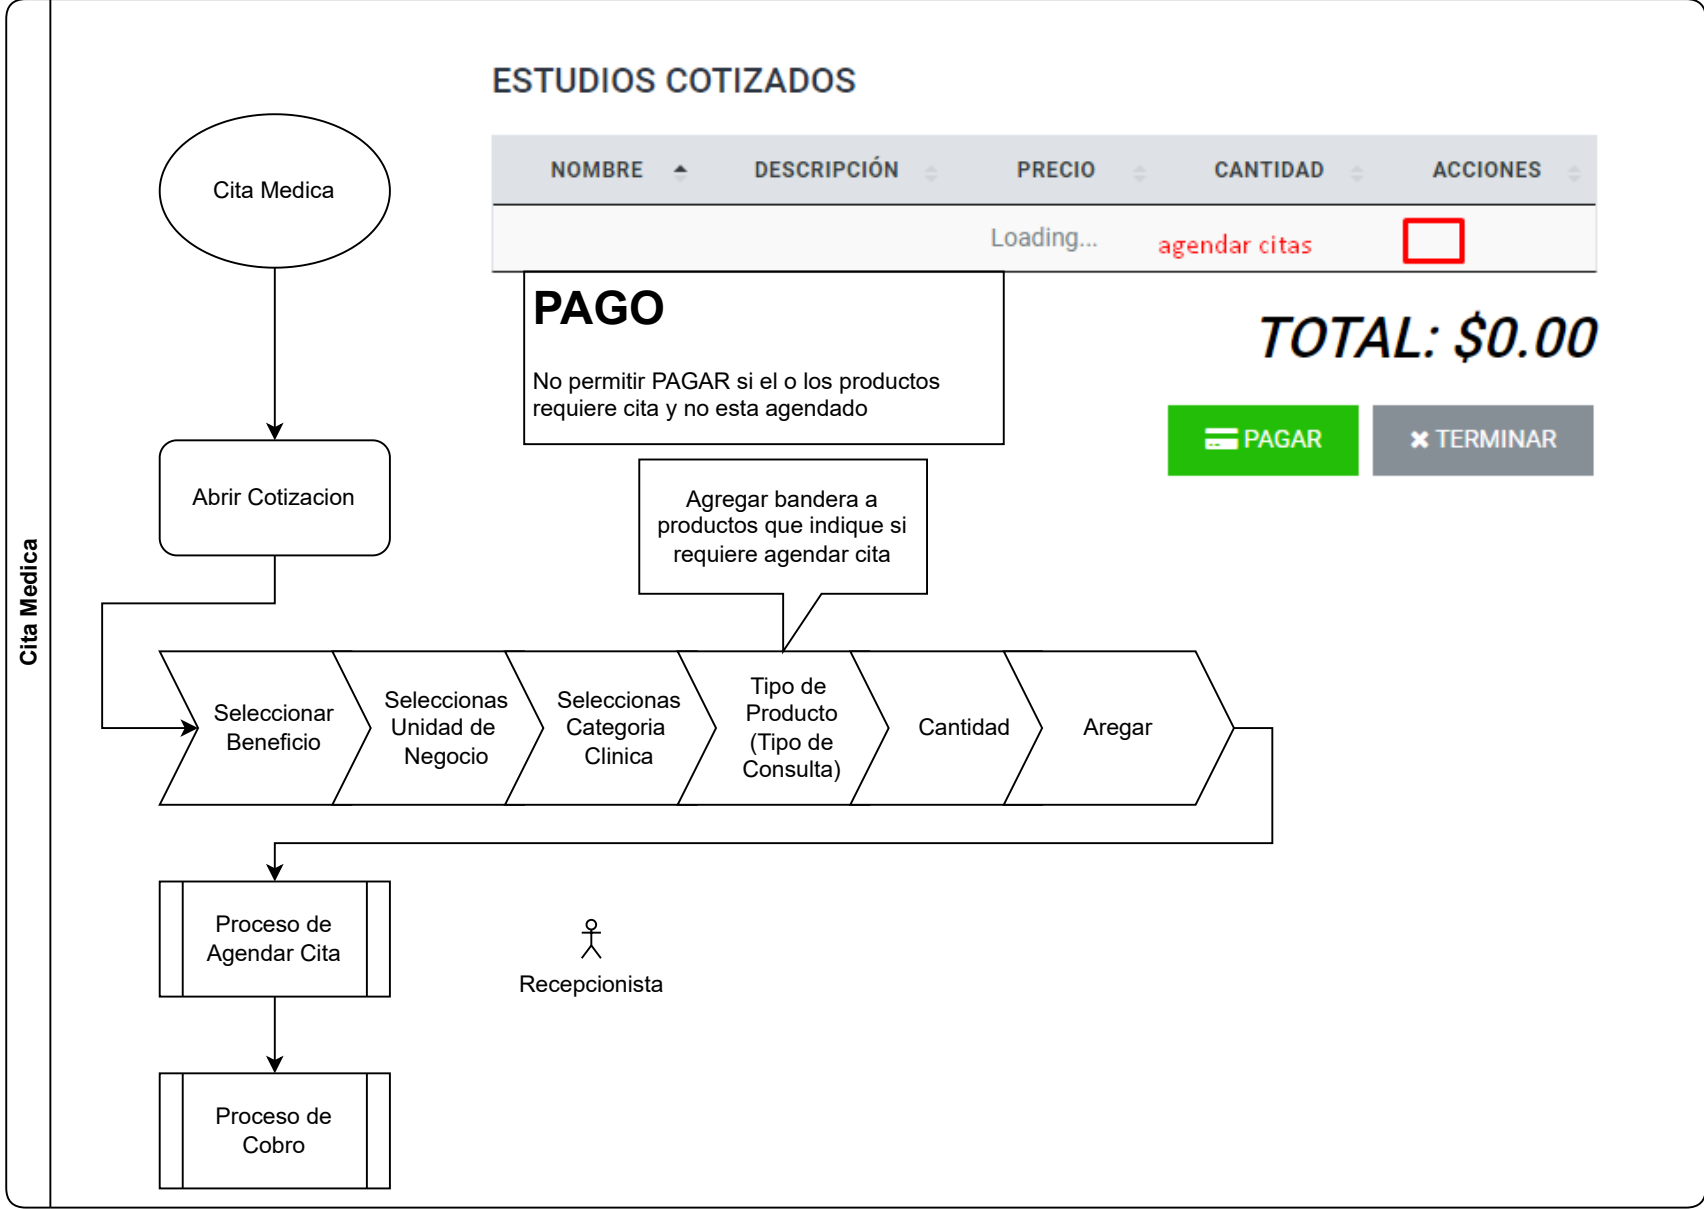 Cita Medica
ESTUDIOS COTIZADOS
NOMBRE DESCRIPCIÓN PRECIO CANTIDAD ACCIONES
Loading... agendar citas
Cita Medica
PAGO
No permitir PAGAR si el o los productos
requiere cita y no esta agendado
TOTAL: $0.00
PAGAR TERMINAR
Abrir Cotizacion
Agregar bandera a
productos que indique si
requiere agendar cita
Seleccionar
Beneficio
Seleccionas
Unidad de
Negocio
Seleccionas
Categoria
Clinica
Tipo de
Producto
(Tipo de
Consulta)
Cantidad
Aregar
Proceso de
Agendar Cita
Recepcionista
Proceso de
Cobro